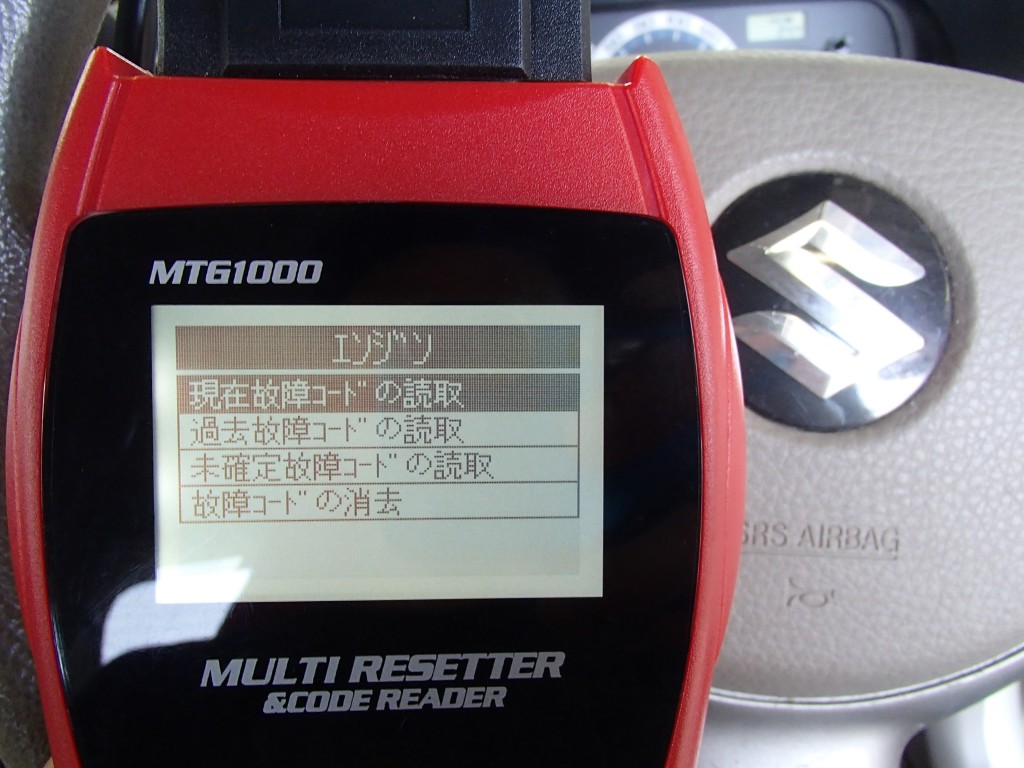 MTG1000
エンジン
現在故障コードの読取
過去故障コードの読取
未確定故障コードの読取
故障コードの消去
MULTI RESETTER
&CODE READER
SRS AIRBAG